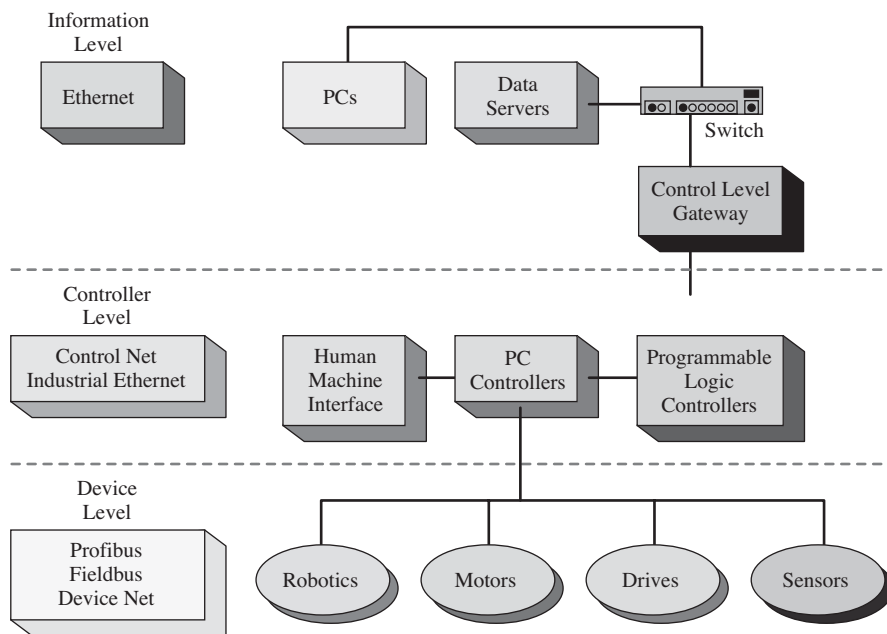 Information
Level
Ethernet
PCs
Data
Servers
Switch
Control Level
Gateway
Controller
Level
Control Net
Industrial Ethernet
Human
Machine
Interface
PC
Controllers
Programmable
Logic
Controllers
Device
Level
Profibus
Fieldbus
Device Net
Robotics
Motors
Drives
Sensors